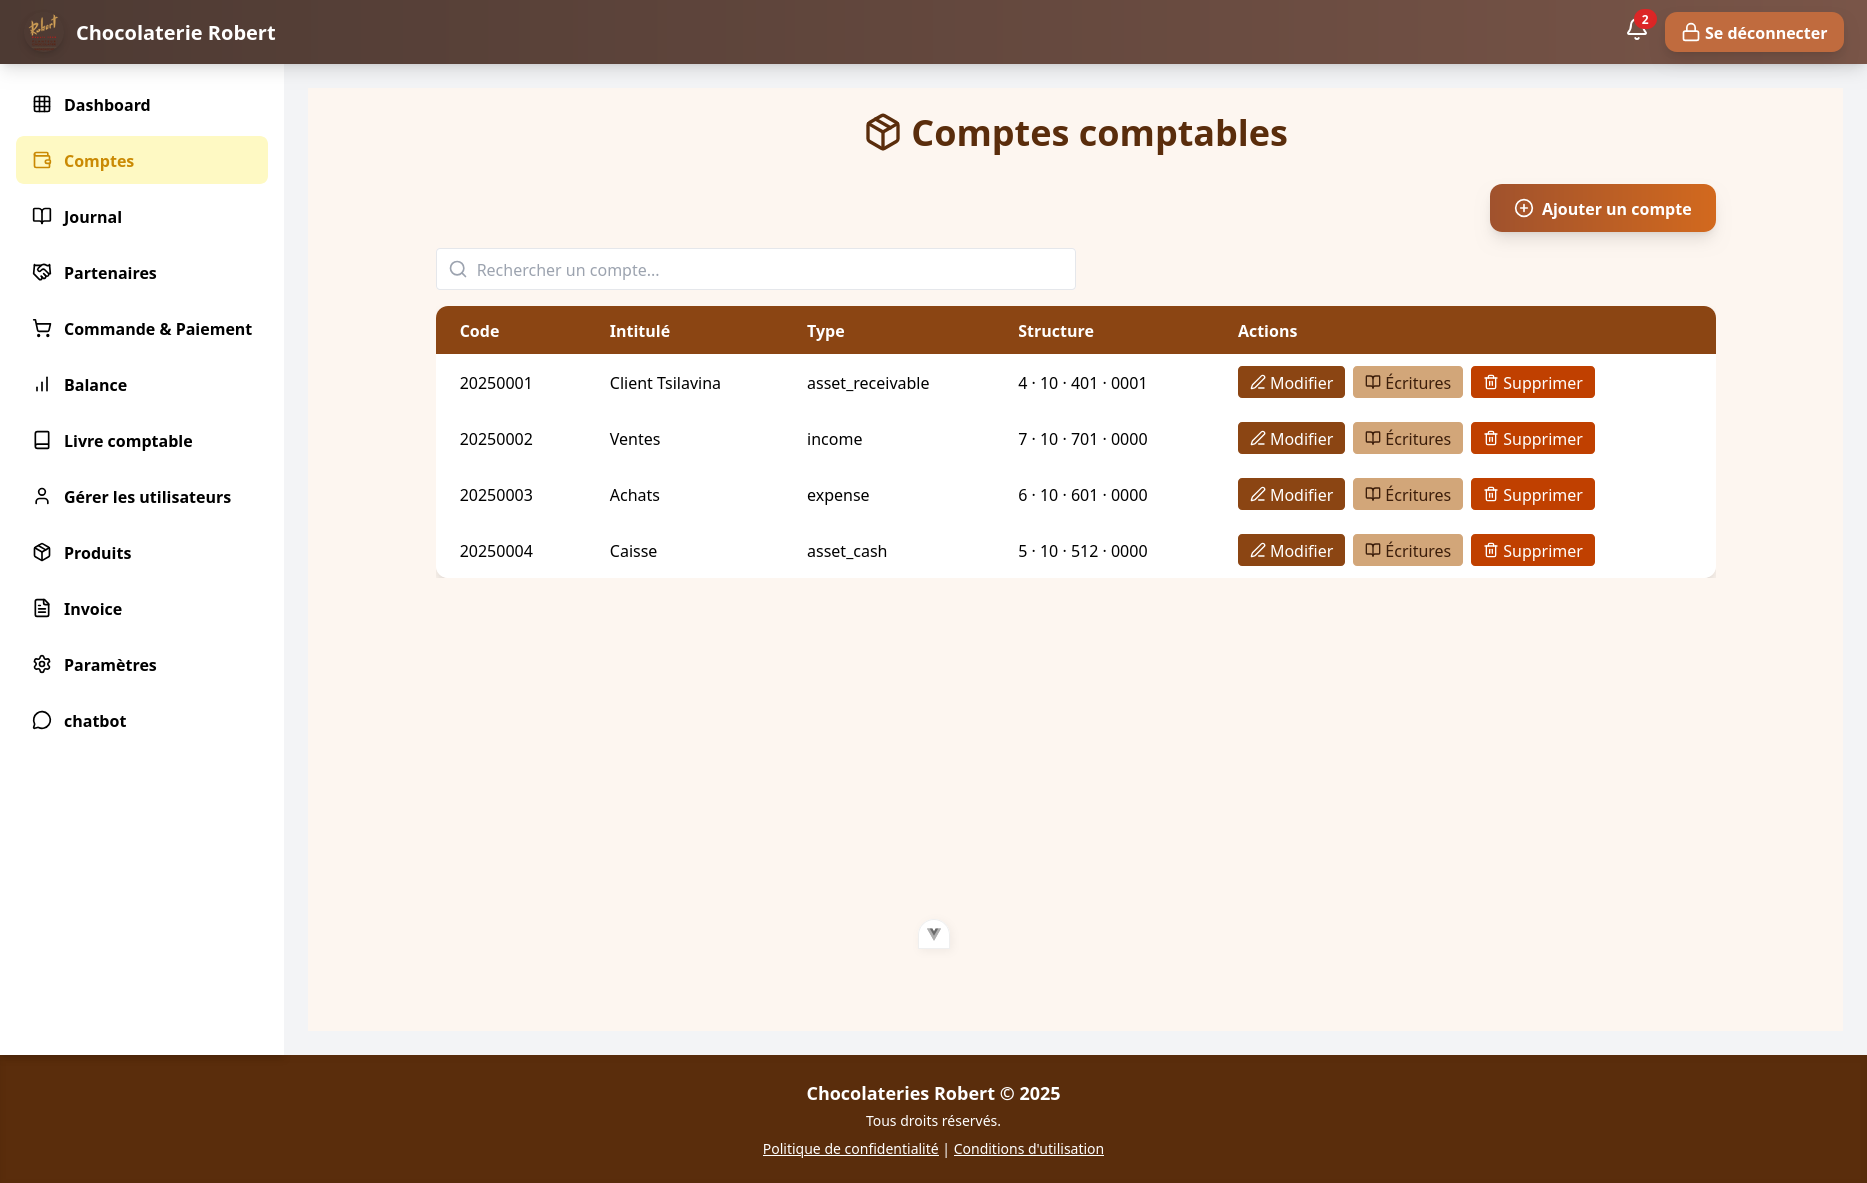 Robert
Chocolaterie Robert
2
Se déconnecter
Dashboard
Comptes
Journal
Partenaires
Commande & Paiement
Balance
Livre comptable
Gérer les utilisateurs
Produits
Invoice
Paramètres
chatbot
Comptes comptables
Ajouter un compte
Rechercher un compte...
Code Intitulé Type Structure Actions
20250001 Client Tsilavina asset_receivable 4 · 10 · 401 · 0001 Modifier Écritures Supprimer
20250002 Ventes income 7 · 10 · 701 · 0000 Modifier Écritures Supprimer
20250003 Achats expense 6 · 10 · 601 · 0000 Modifier Écritures Supprimer
20250004 Caisse asset_cash 5 · 10 · 512 · 0000 Modifier Écritures Supprimer
Chocolateries Robert © 2025
Tous droits réservés.
Politique de confidentialité | Conditions d'utilisation